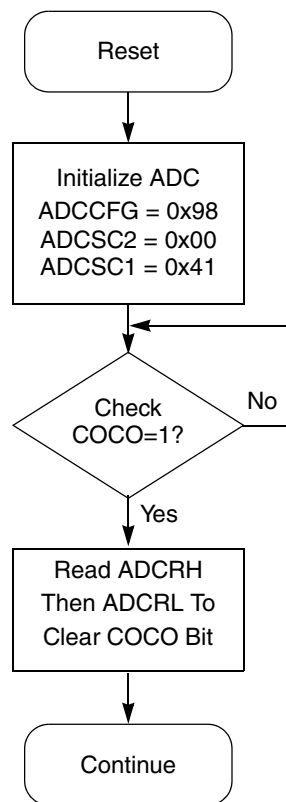 Reset
Initialize ADC
ADCCFG = 0x98
ADCSC2 = 0x00
ADCSC1 = 0x41
Check
COCO=1?
No
Yes
Read ADCRH
Then ADCRL To
Clear COCO Bit
Continue